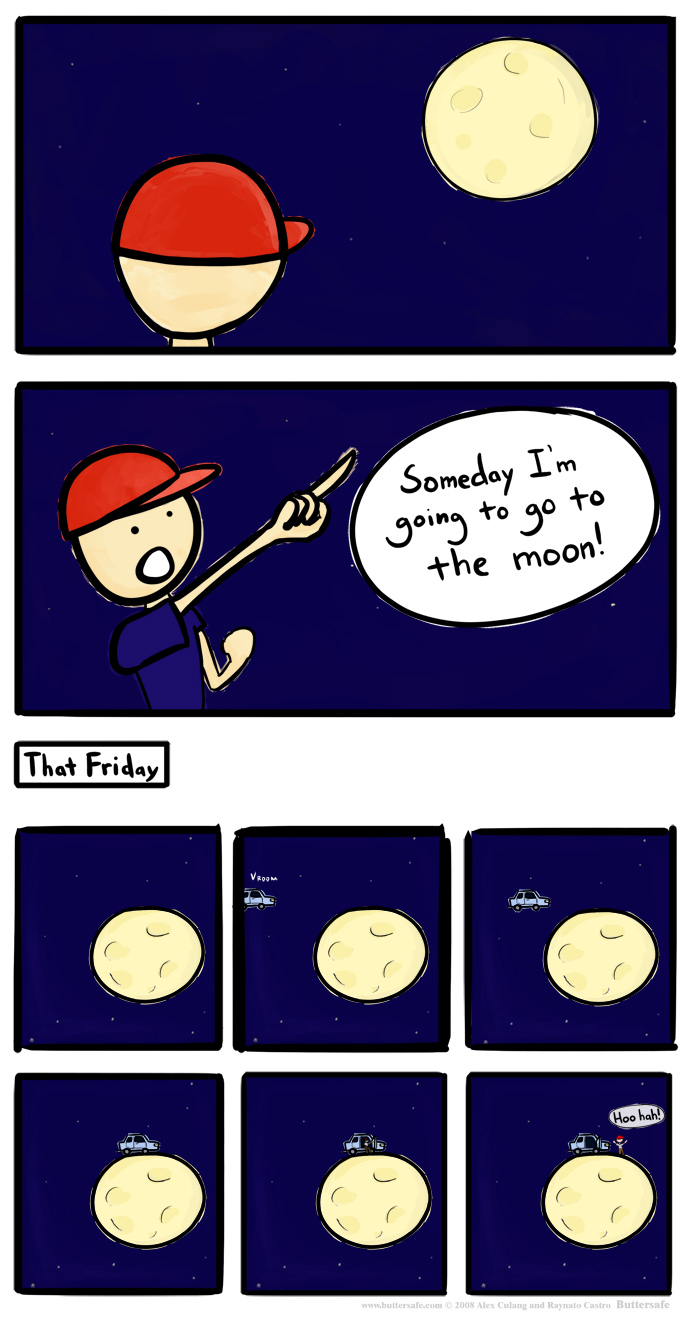 Someday I'm
going to go to
the moon!
That Friday
Vroom
Hoo hah!
www.buttersafe.com © 2008 Alex Culang and Raynato Castro Buttersafe